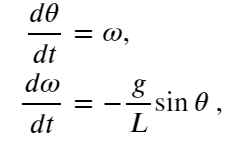 dθ/dt = ω,
dω/dt = −g/L sin θ ,